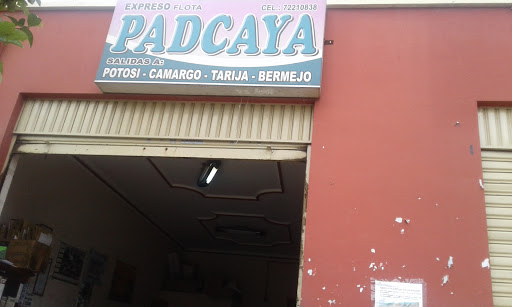 EXPRESO FLOTA CEL.: 72210838
PADCAYA
SALIDAS A:
POTOSI - CAMARGO - TARIJA - BERMEJO